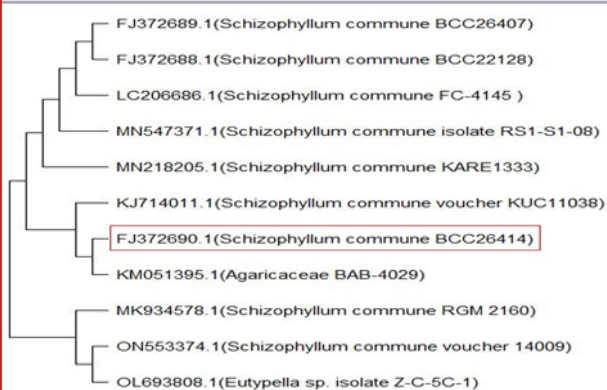 FJ372689.1(Schizophyllum commune BCC26407)
FJ372688.1(Schizophyllum commune BCC22128)
LC206686.1(Schizophyllum commune FC-4145 )
MN547371.1(Schizophyllum commune isolate RS1-S1-08)
MN218205.1(Schizophyllum commune KARE1333)
KJ714011.1(Schizophyllum commune voucher KUC11038)
FJ372690.1(Schizophyllum commune BCC26414)
KM051395.1(Agaricaceae BAB-4029)
MK934578.1(Schizophyllum commune RGM 2160)
ON553374.1(Schizophyllum commune voucher 14009)
OL693808.1(Eutypella sp. isolate Z-C-5C-1)